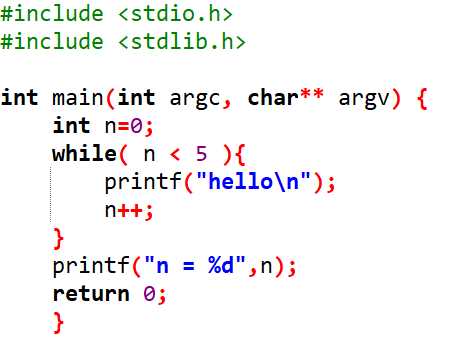 #include <stdio.h>
#include <stdlib.h>

int main(int argc, char** argv) {
    int n=0;
    while( n < 5 ){
        printf("hello\n");
        n++;
    }
    printf("n = %d",n);
    return 0;
    }